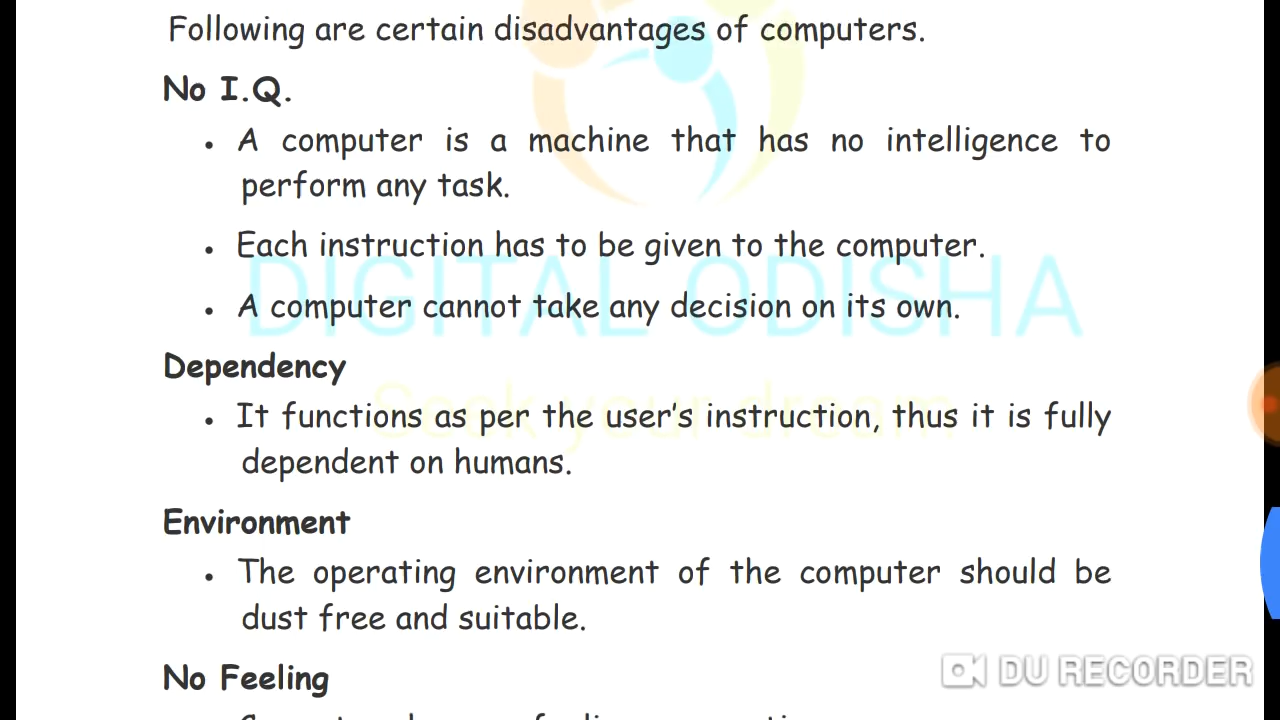 Following are certain disadvantages of computers.
No I.Q.
• A computer is a machine that has no intelligence to
perform any task.
• Each instruction has to be given to the computer.
• A computer cannot take any decision on its own.
DIGITAL ODISHA
Dependency
• It functions as per the user's instruction, thus it is fully
Seek your dream
dependent on humans.
Environment
• The operating environment of the computer should be
dust free and suitable.
DU RECORDER
No Feeling